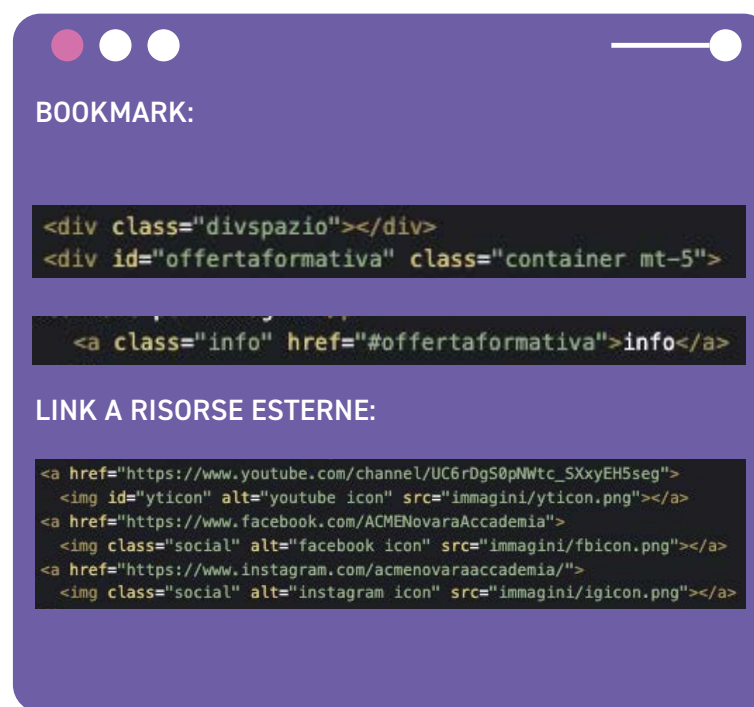 BOOKMARK:
<div class="divspazio"></div>
<div id="offertaformativa" class="container mt-5">
<a class="info" href="#offertaformativa">info</a>
LINK A RISORSE ESTERNE:
<a href="https://www.youtube.com/channel/UC6rDgS0pNWtc_SXxyEH5seg">
<img id="yticon" alt="youtube icon" src="immagini/yticon.png"></a>
<a href="https://www.facebook.com/ACMENovaraAccademia">
<img class="social" alt="facebook icon" src="immagini/fbicon.png"></a>
<a href="https://www.instagram.com/acmenovaraaccademia/">
<img class="social" alt="instagram icon" src="immagini/igicon.png"></a>